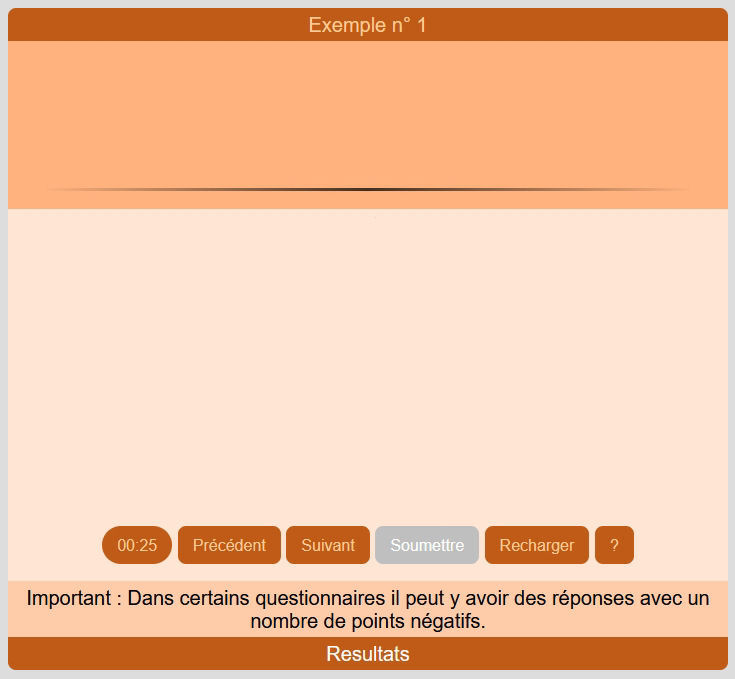 Exemple n° 1
00:25 Précédent Suivant Soumettre Recharger ?
Important : Dans certains questionnaires il peut y avoir des réponses avec un
nombre de points négatifs.
Resultats